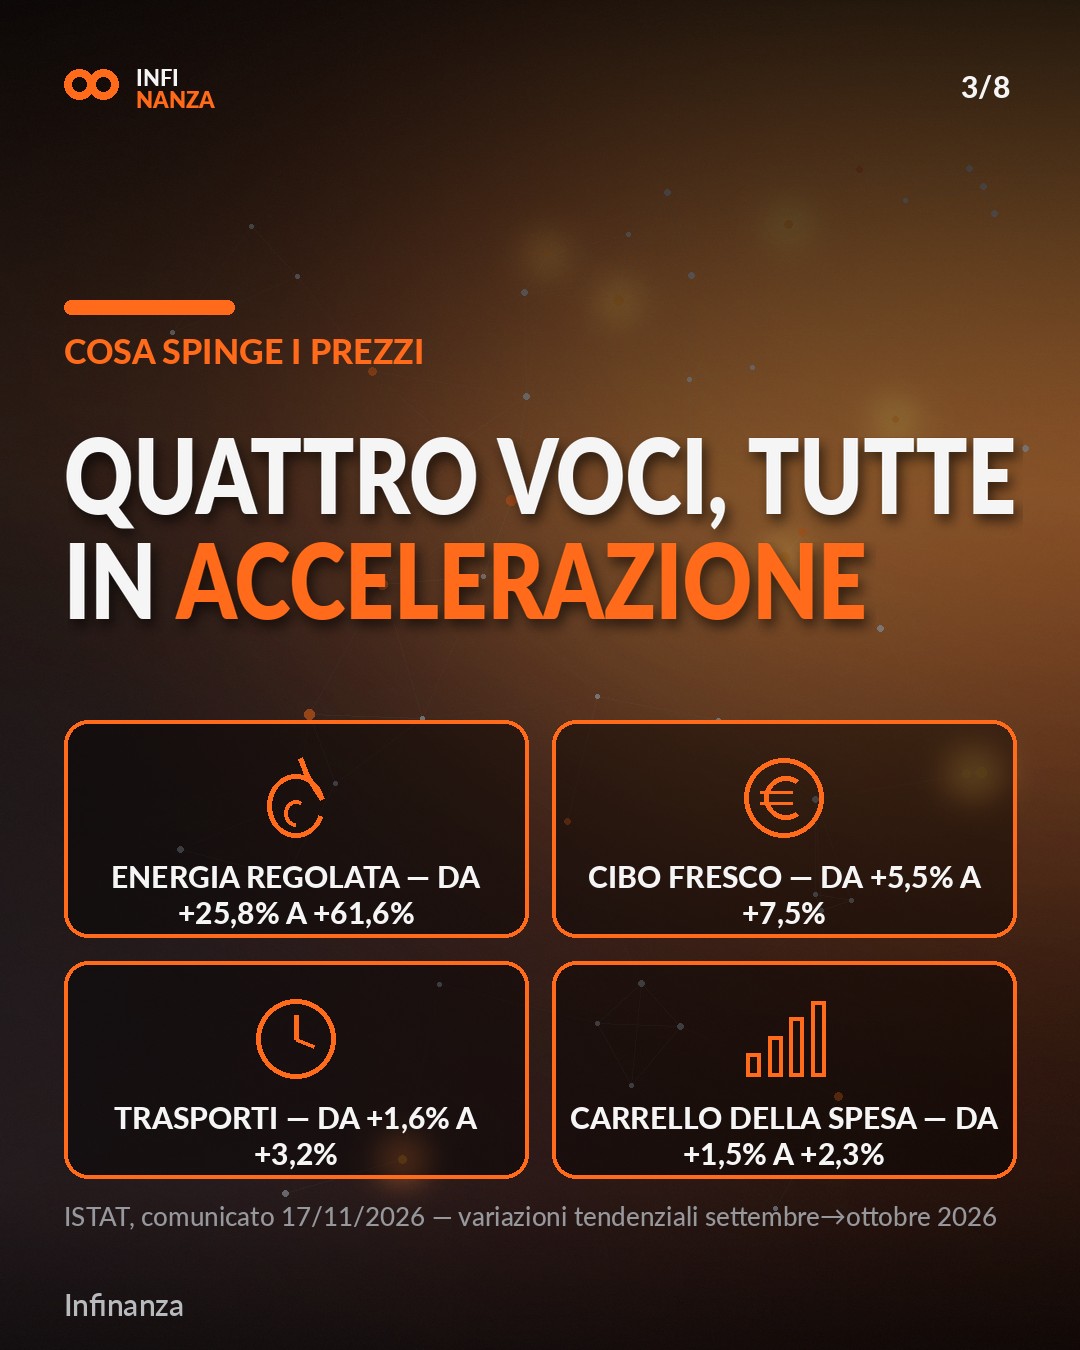 INFI
NANZA
3/8
COSA SPINGE I PREZZI
QUATTRO VOCI, TUTTE
IN ACCELERAZIONE
ENERGIA REGOLATA — DA
+25,8% A +61,6%
CIBO FRESCO — DA +5,5% A
+7,5%
TRASPORTI — DA +1,6% A
+3,2%
CARRELLO DELLA SPESA — DA
+1,5% A +2,3%
ISTAT, comunicato 17/11/2026 — variazioni tendenziali settembre→ottobre 2026
Infinanza